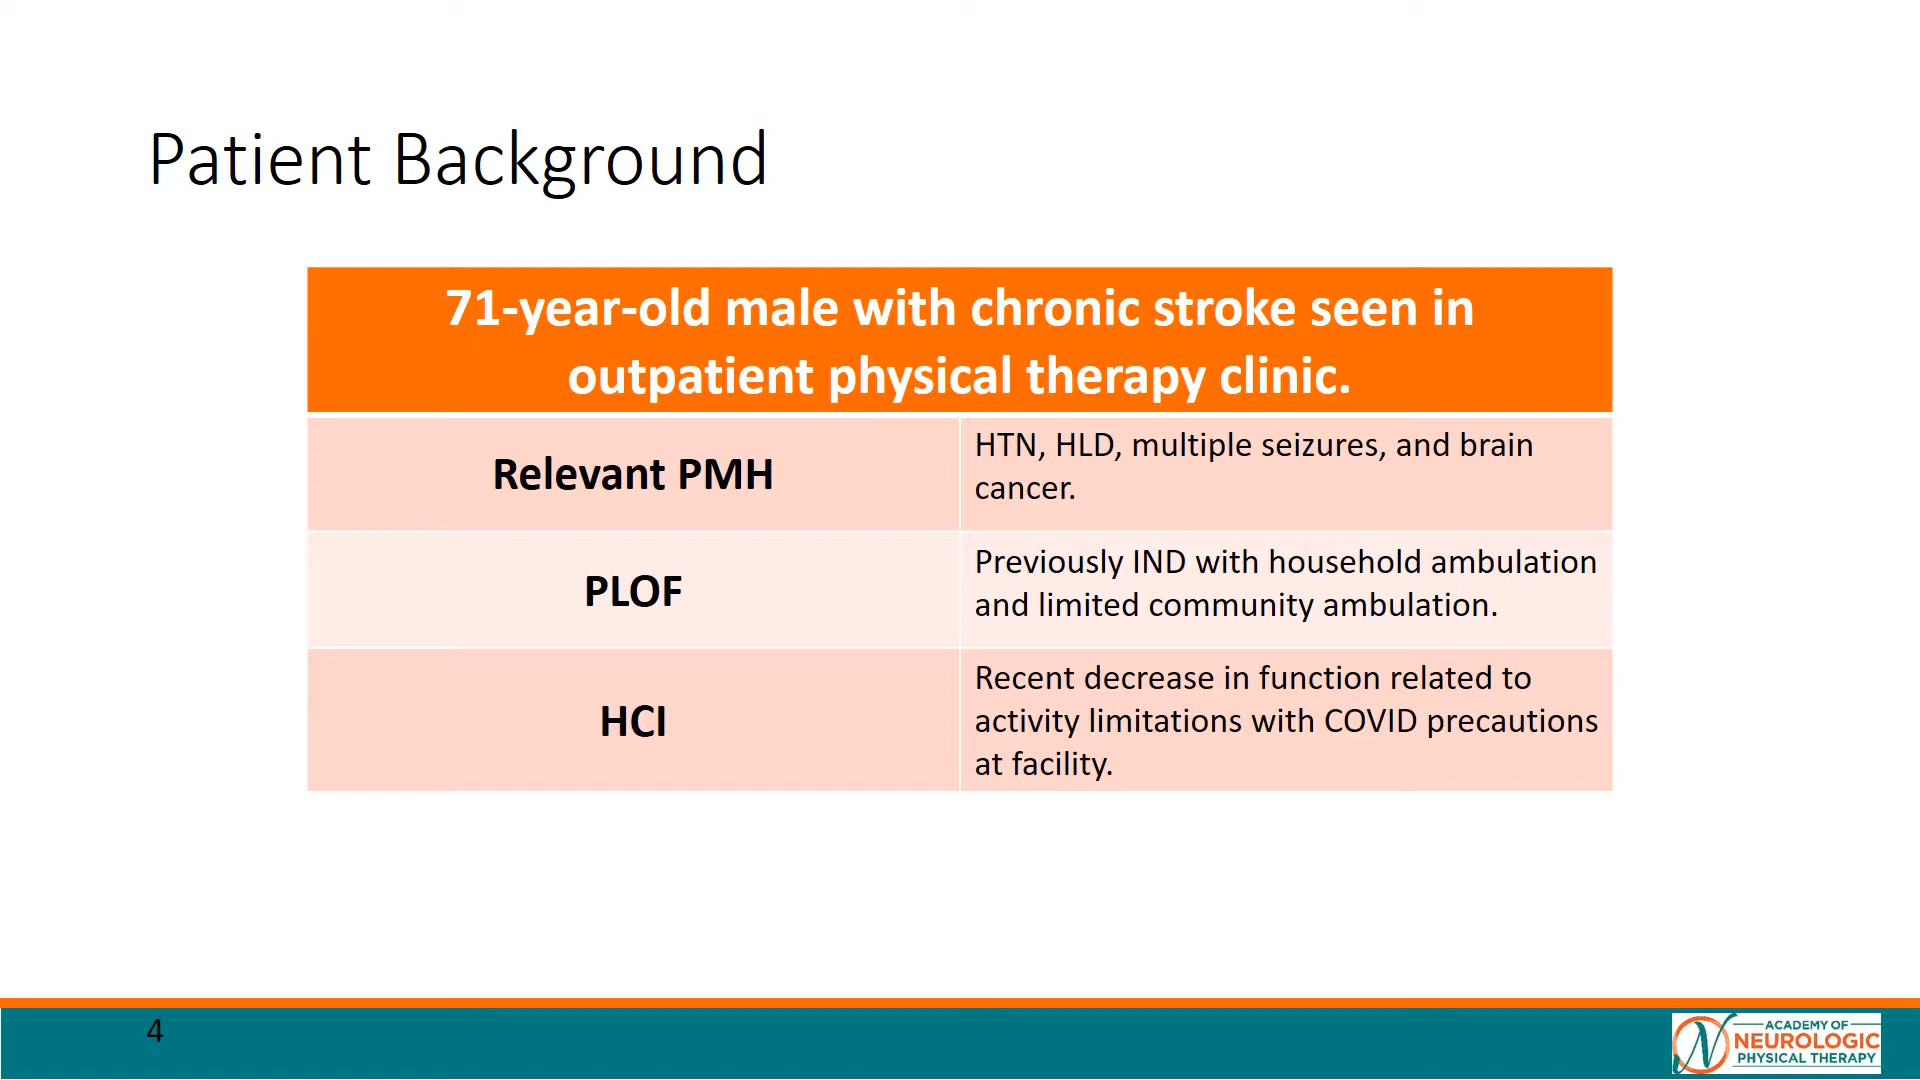 Patient Background
71-year-old male with chronic stroke seen in
outpatient physical therapy clinic.
Relevant PMH
HTN, HLD, multiple seizures, and brain
cancer.
PLOF
Previously IND with household ambulation
and limited community ambulation.
HCI
Recent decrease in function related to
activity limitations with COVID precautions
at facility.
4
ACADEMY OF
NEUROLOGIC
PHYSICAL THERAPY